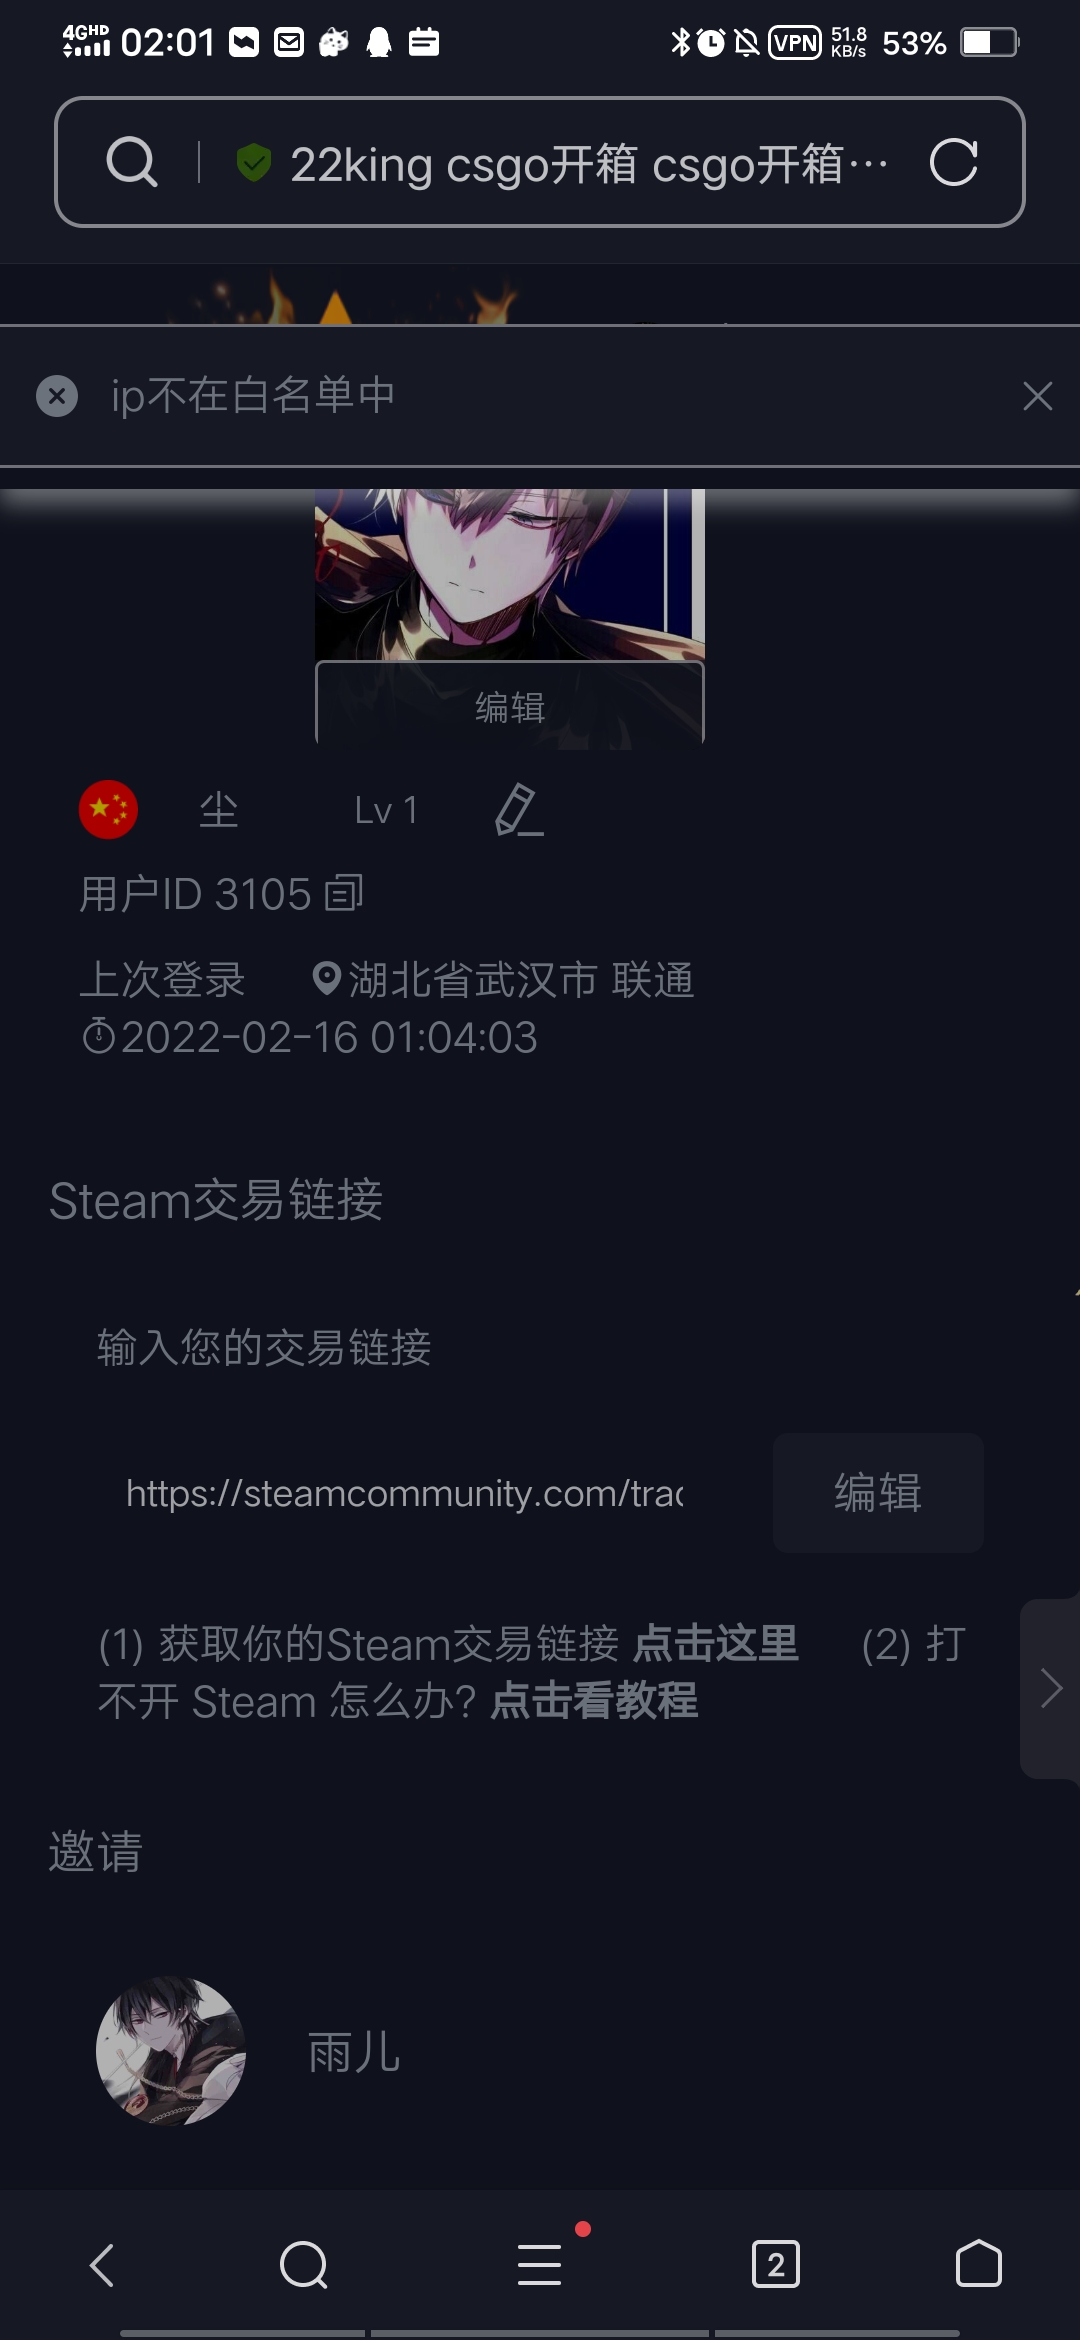 4GHD 02:01 VPN 51.8 KB/s 53%
22king csgo开箱 csgo开箱…
ip不在白名单中
编辑
尘 Lv 1
用户ID 3105
上次登录 湖北省武汉市 联通
2022-02-16 01:04:03
Steam交易链接
输入您的交易链接
https://steamcommunity.com/trad
编辑
(1) 获取你的Steam交易链接 点击这里 (2) 打
不开 Steam 怎么办? 点击看教程
邀请
雨儿
2